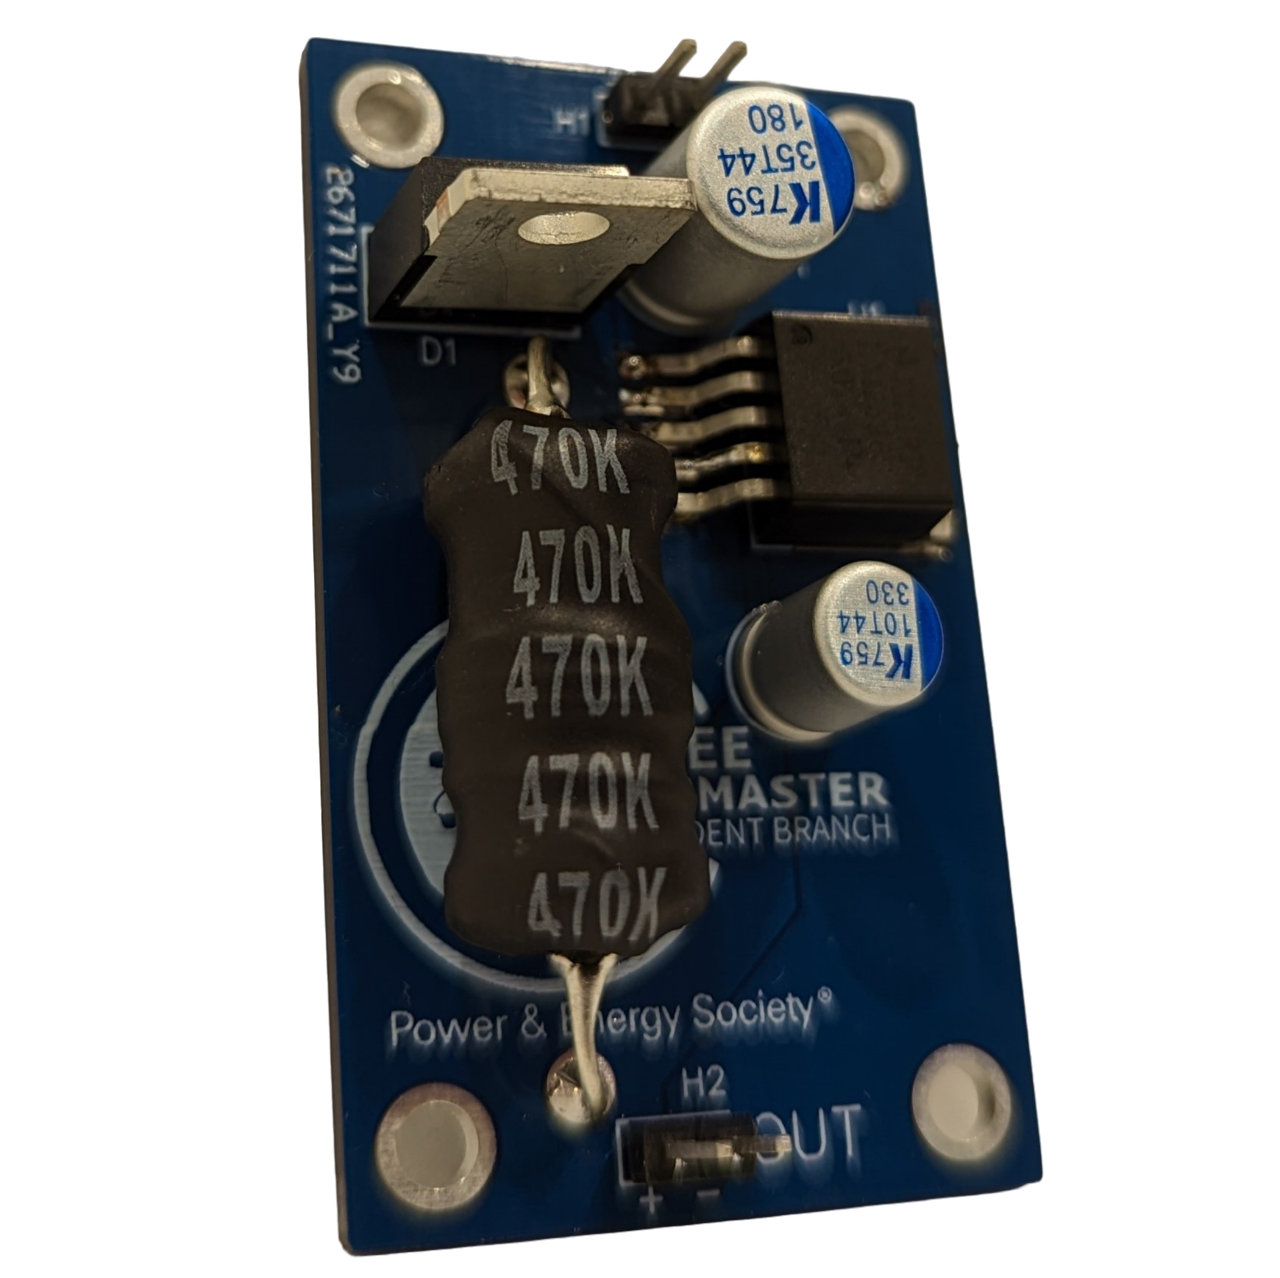 H1
180
35T44
K759
2671711A_Y9
D1
470K
470K
470K
470K
470K
330
10T44
K759
EE
MASTER
DENT BRANCH
Power & Energy Society®
H2
OUT
+ -